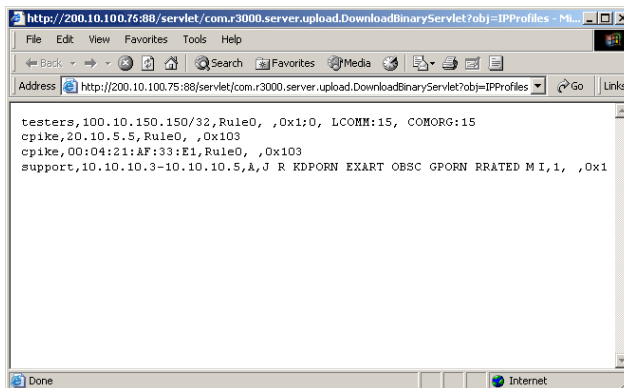 http://200.10.100.75:88/servlet/com.r3000.server.upload.DownloadBinaryServlet?obj=IPProfiles - Mi...
File Edit View Favorites Tools Help
Back Search Favorites Media
Address http://200.10.100.75:88/servlet/com.r3000.server.upload.DownloadBinaryServlet?obj=IPProfiles Go Links
testers,100.10.150.150/32,Rule0, ,0x1;0, LCOMM:15, COMORG:15
cpike,20.10.5.5,Rule0, ,0x103
cpike,00:04:21:AF:33:E1,Rule0, ,0x103
support,10.10.10.3-10.10.10.5,A,J R KDPORN EXART OBSC GPORN RRATED M I,1, ,0x1
Done Internet